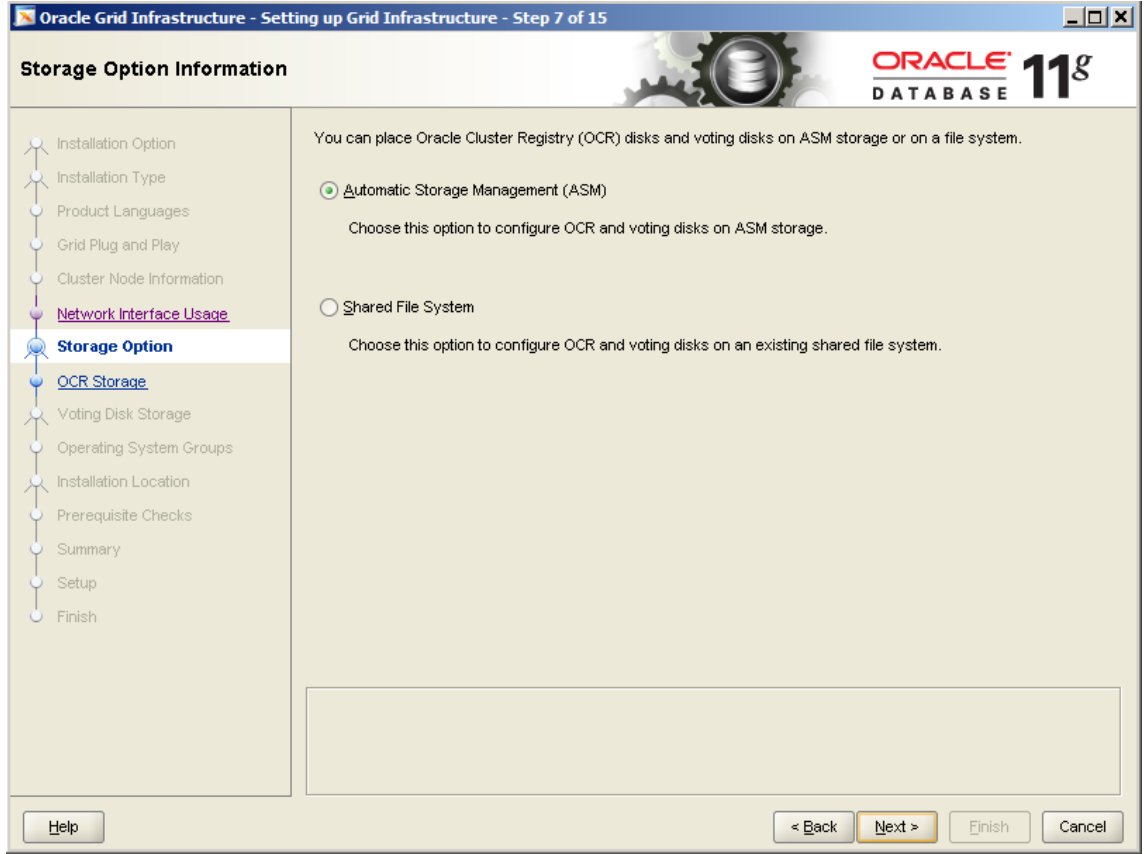 Oracle Grid Infrastructure - Setting up Grid Infrastructure - Step 7 of 15
Storage Option Information
ORACLE
DATABASE
11g
Installation Option
Installation Type
Product Languages
Grid Plug and Play
Cluster Node Information
Network Interface Usage
Storage Option
OCR Storage
Voting Disk Storage
Operating System Groups
Installation Location
Prerequisite Checks
Summary
Setup
Finish
You can place Oracle Cluster Registry (OCR) disks and voting disks on ASM storage or on a file system.
Automatic Storage Management (ASM)
Choose this option to configure OCR and voting disks on ASM storage.
Shared File System
Choose this option to configure OCR and voting disks on an existing shared file system.
Help
< Back
Next >
Finish
Cancel